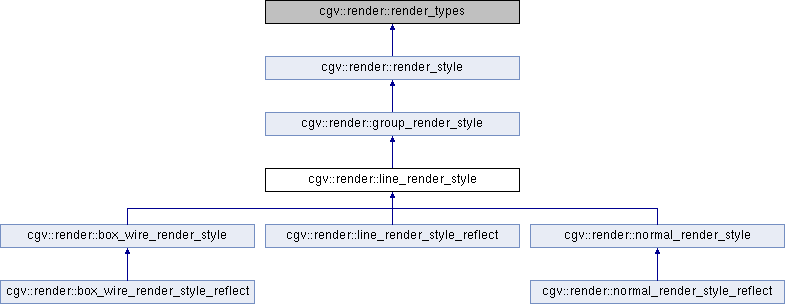 cgv::render::render_types
cgv::render::render_style
cgv::render::group_render_style
cgv::render::line_render_style
cgv::render::box_wire_render_style
cgv::render::line_render_style_reflect
cgv::render::normal_render_style
cgv::render::box_wire_render_style_reflect
cgv::render::normal_render_style_reflect